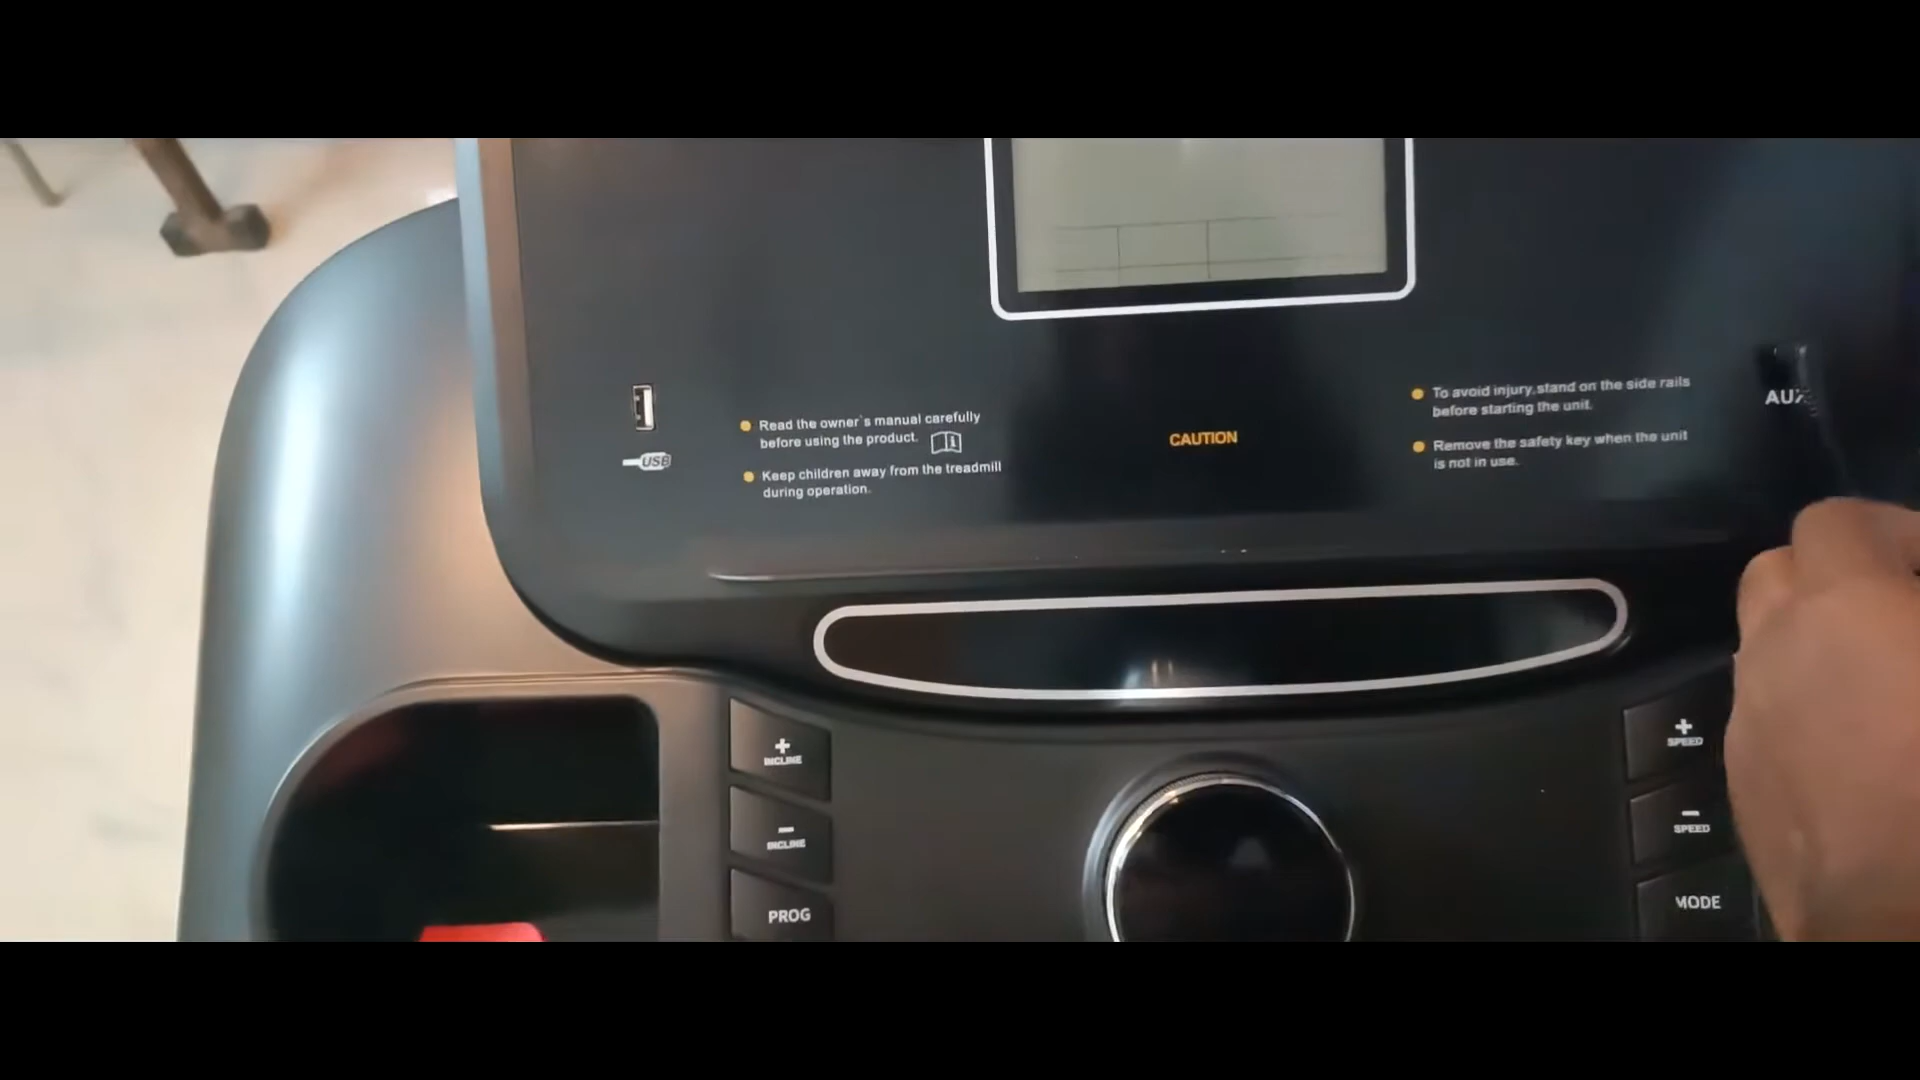 USB
Read the owner`s manual carefully
before using the product.
Keep children away from the treadmill
during operation.
CAUTION
To avoid injury,stand on the side rails
before starting the unit.
Remove the safety key when the unit
is not in use.
AUX
+
INCLINE
-
INCLINE
PROG
+
SPEED
-
SPEED
MODE